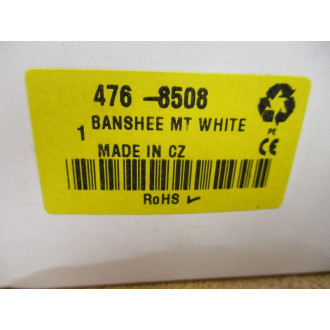 476-8508
1 BANSHEE MT WHITE
MADE IN CZ
RoHS ✓
PE
CE